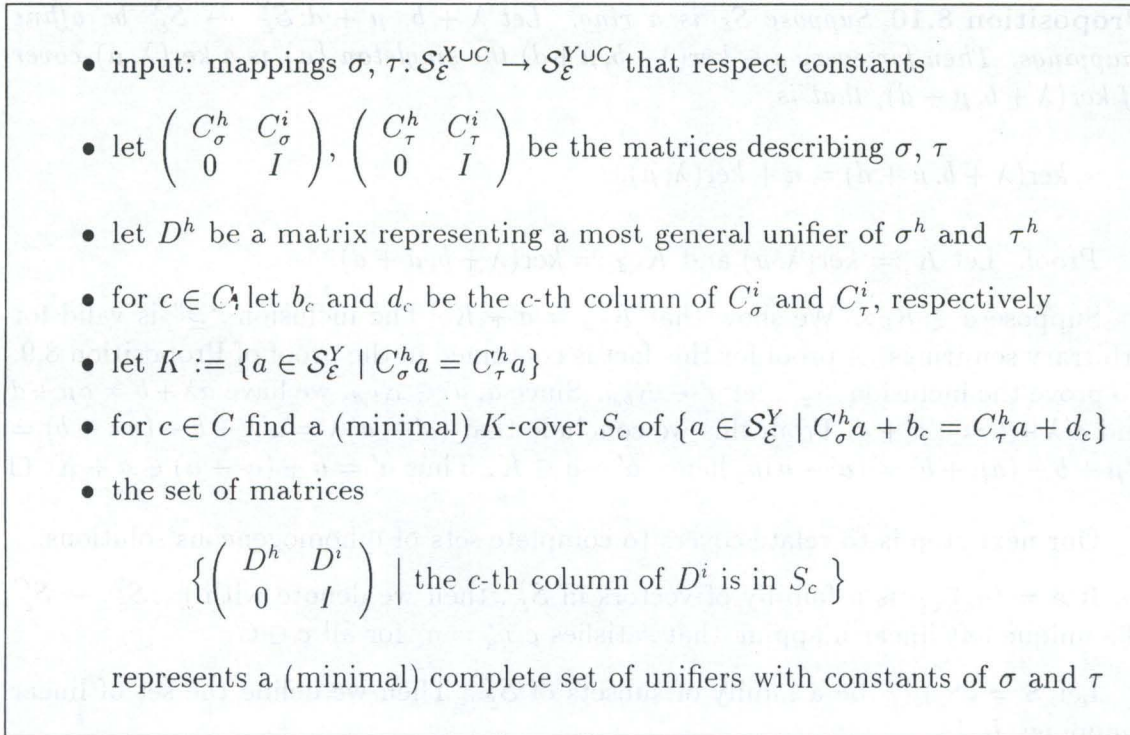 • input: mappings σ, τ: 𝒮_ℰ^{X∪C} → 𝒮_ℰ^{Y∪C} that respect constants
• let ( C_σ^h C_σ^i ; 0 I ), ( C_τ^h C_τ^i ; 0 I ) be the matrices describing σ, τ
• let D^h be a matrix representing a most general unifier of σ^h and τ^h
• for c ∈ C let b_c and d_c be the c-th column of C_σ^i and C_τ^i, respectively
• let K := {a ∈ 𝒮_ℰ^Y | C_σ^h a = C_τ^h a}
• for c ∈ C find a (minimal) K-cover S_c of {a ∈ 𝒮_ℰ^Y | C_σ^h a + b_c = C_τ^h a + d_c}
• the set of matrices
{ ( D^h D^i ; 0 I ) | the c-th column of D^i is in S_c }
represents a (minimal) complete set of unifiers with constants of σ and τ